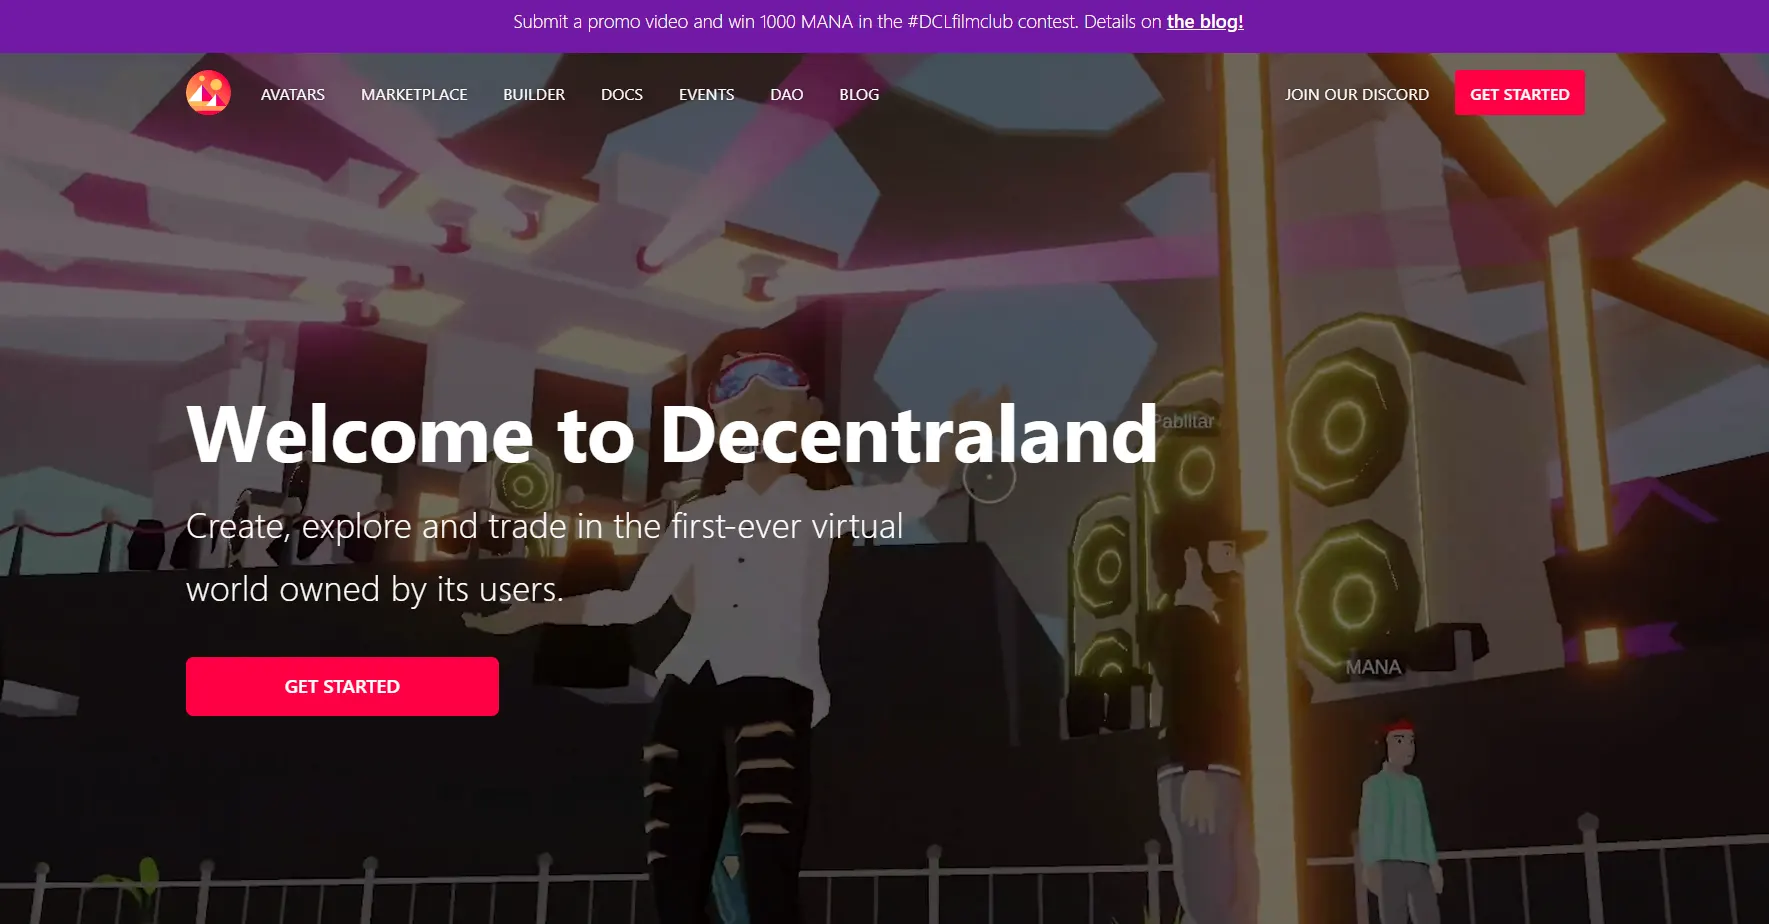 Submit a promo video and win 1000 MANA in the #DCLfilmclub contest. Details on the blog!
AVATARS
MARKETPLACE
BUILDER
DOCS
EVENTS
DAO
BLOG
JOIN OUR DISCORD
GET STARTED
Welcome to Decentraland
Pablitar
Create, explore and trade in the first-ever virtual
world owned by its users.
MANA
GET STARTED